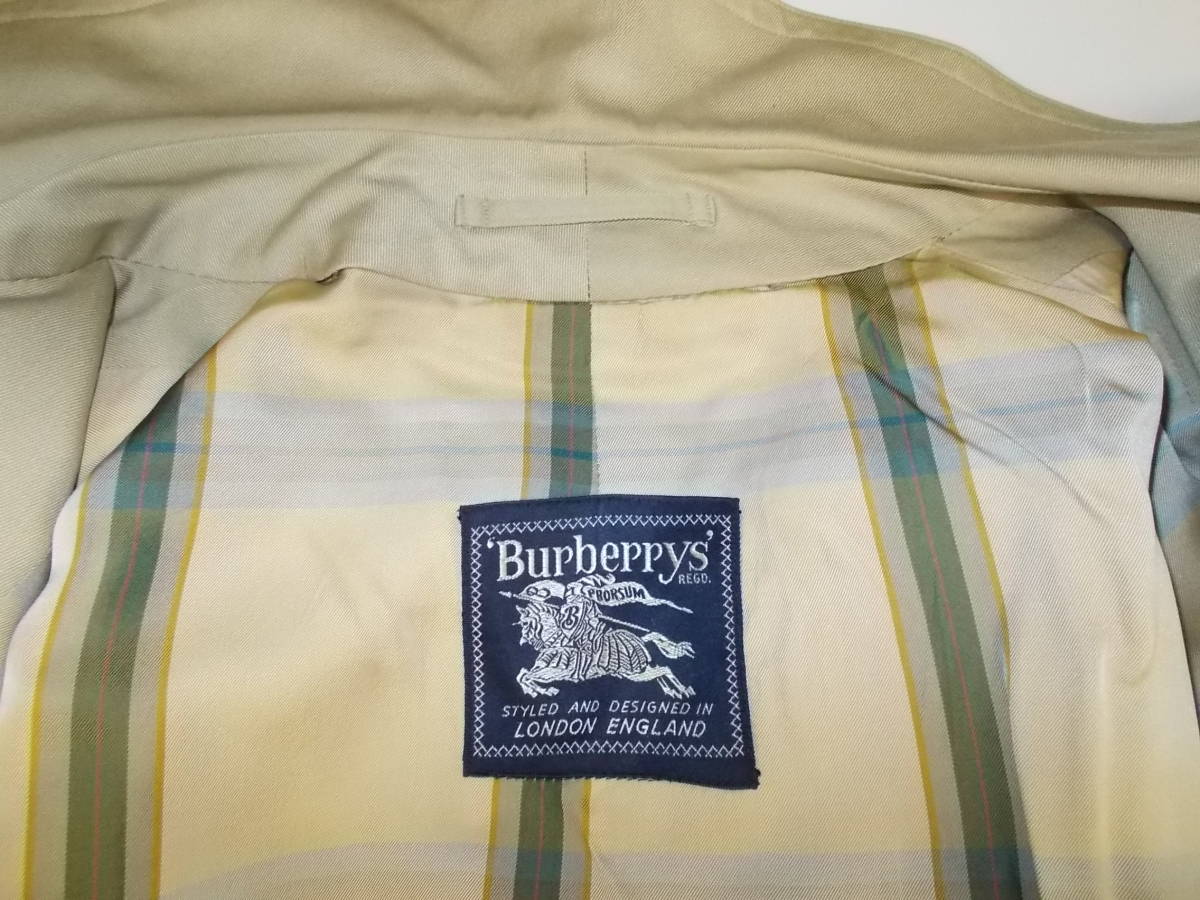 'Burberrys'
REGD.
PRORSUM
B
STYLED AND DESIGNED IN
LONDON ENGLAND